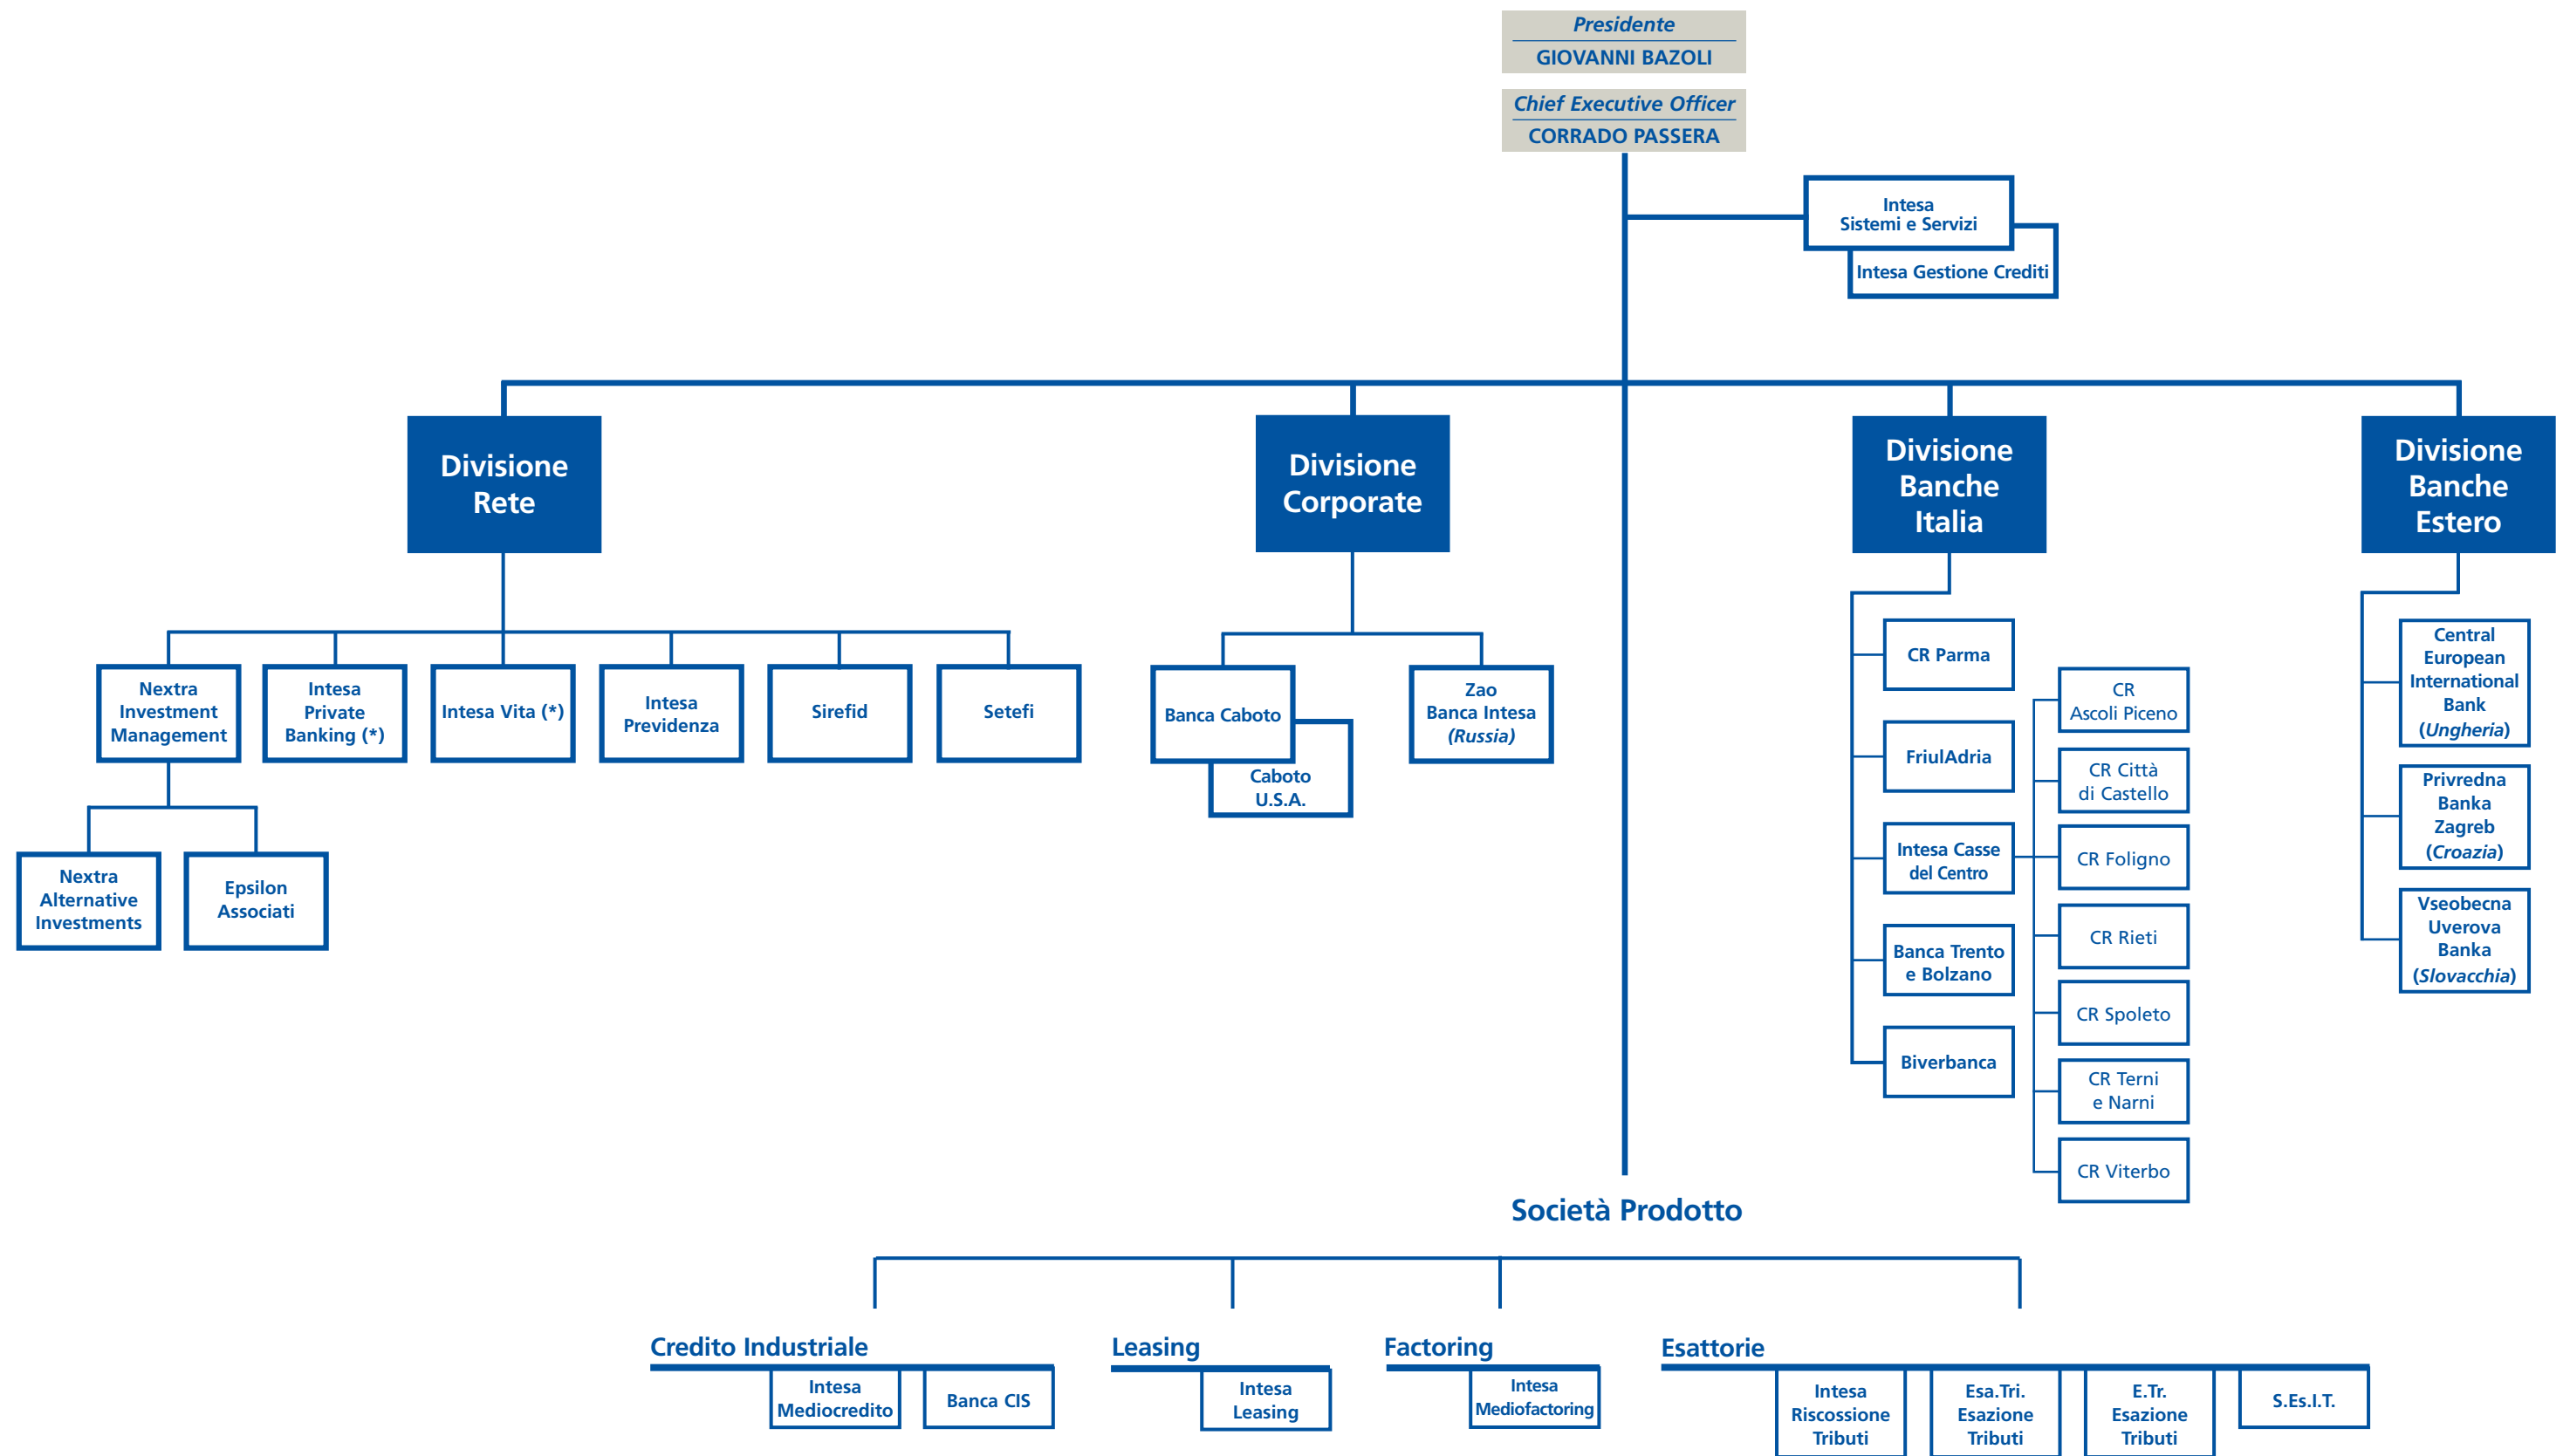 Presidente
GIOVANNI BAZOLI
Chief Executive Officer
CORRADO PASSERA
Intesa
Sistemi e Servizi
Intesa Gestione Crediti
Divisione
Rete
Divisione
Corporate
Divisione
Banche
Italia
Divisione
Banche
Estero
Nextra
Investment
Management
Intesa
Private
Banking (*)
Intesa Vita (*)
Intesa
Previdenza
Sirefid
Setefi
Nextra
Alternative
Investments
Epsilon
Associati
Banca Caboto
Caboto
U.S.A.
Zao
Banca Intesa
(Russia)
CR Parma
FriulAdria
Intesa Casse
del Centro
Banca Trento
e Bolzano
Biverbanca
CR
Ascoli Piceno
CR Città
di Castello
CR Foligno
CR Rieti
CR Spoleto
CR Terni
e Narni
CR Viterbo
Central
European
International
Bank
(Ungheria)
Privredna
Banka
Zagreb
(Croazia)
Vseobecna
Uverova
Banka
(Slovacchia)
Società Prodotto
Credito Industriale
Intesa
Mediocredito
Banca CIS
Leasing
Intesa
Leasing
Factoring
Intesa
Mediofactoring
Esattorie
Intesa
Riscossione
Tributi
Esa.Tri.
Esazione
Tributi
E.Tr.
Esazione
Tributi
S.Es.I.T.